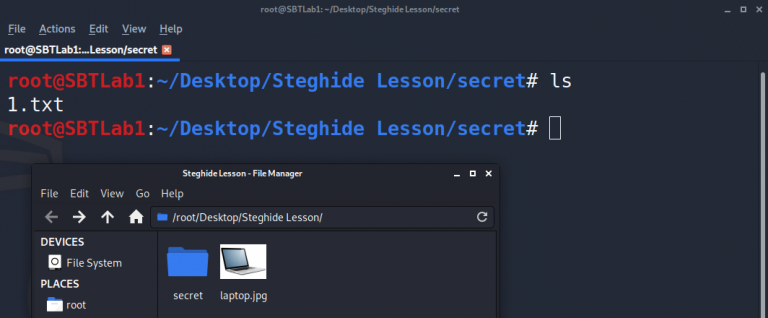 root@SBTLab1: ~/Desktop/Steghide Lesson/secret
File Actions Edit View Help
root@SBTLab1:...Lesson/secret
root@SBTLab1:~/Desktop/Steghide Lesson/secret# ls
1.txt
root@SBTLab1:~/Desktop/Steghide Lesson/secret#
Steghide Lesson - File Manager
File Edit View Go Help
/root/Desktop/Steghide Lesson/
DEVICES
File System
PLACES
root
secret laptop.jpg